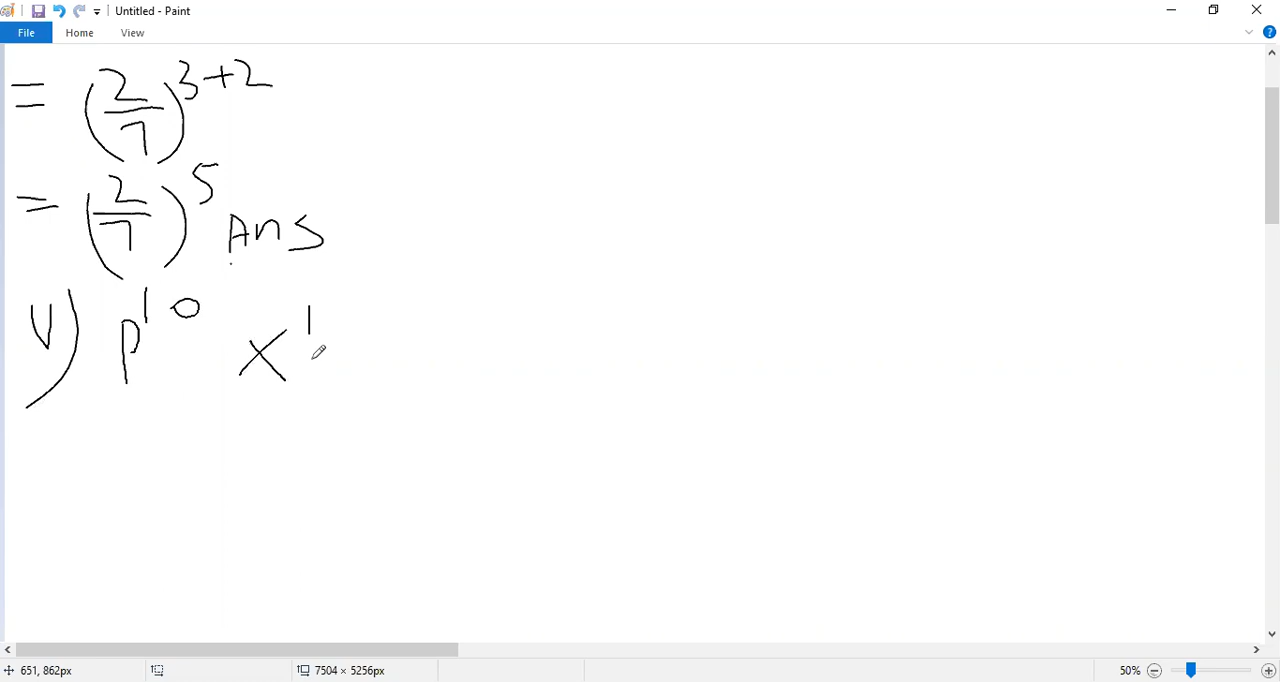 Untitled - Paint
File Home View
= (2/7)^3+2
= (2/7)^5 Ans
V) P^10 X^1
651, 862px 7504 × 5256px 50%